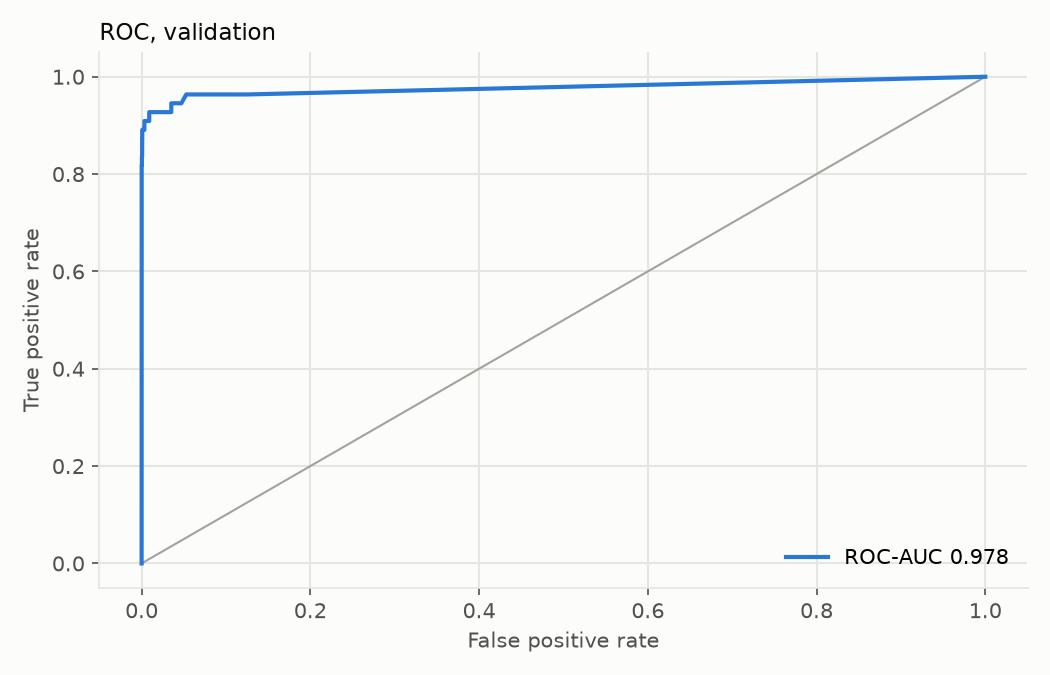 ROC, validation
1.0
0.8
0.6
0.4
0.2
0.0
True positive rate
ROC-AUC 0.978
0.0 0.2 0.4 0.6 0.8 1.0
False positive rate